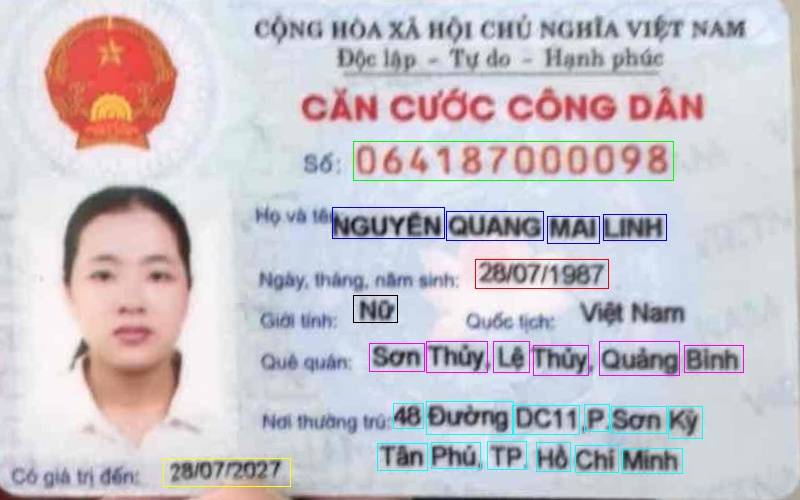 CỘNG HÒA XÃ HỘI CHỦ NGHĨA VIỆT NAM
Độc lập - Tự do - Hạnh phúc
CĂN CƯỚC CÔNG DÂN
Số: 064187000098
Họ và tên NGUYỄN QUANG MAI LINH
Ngày, tháng, năm sinh: 28/07/1987
Giới tính: Nữ Quốc tịch: Việt Nam
Quê quán: Sơn Thủy, Lệ Thủy, Quảng Bình
Nơi thường trú: 48 Đường DC11, P. Sơn Kỳ
Tân Phú, TP. Hồ Chí Minh
Có giá trị đến: 28/07/2027